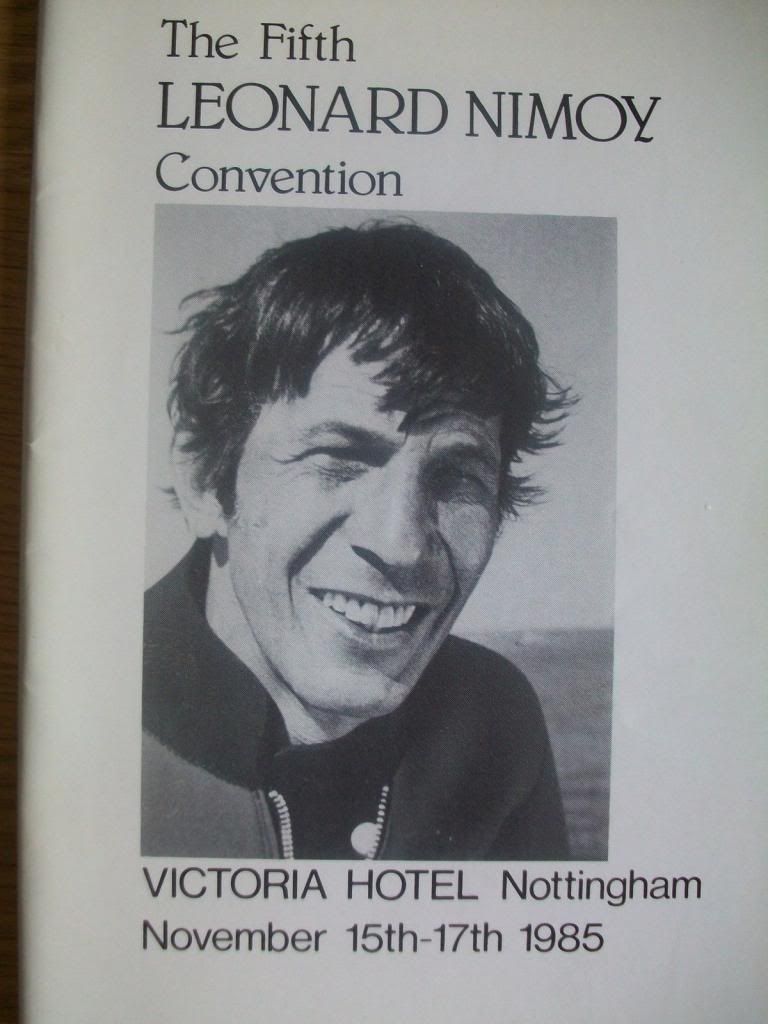 The Fifth
LEONARD NIMOY
Convention
VICTORIA HOTEL Nottingham
November 15th-17th 1985